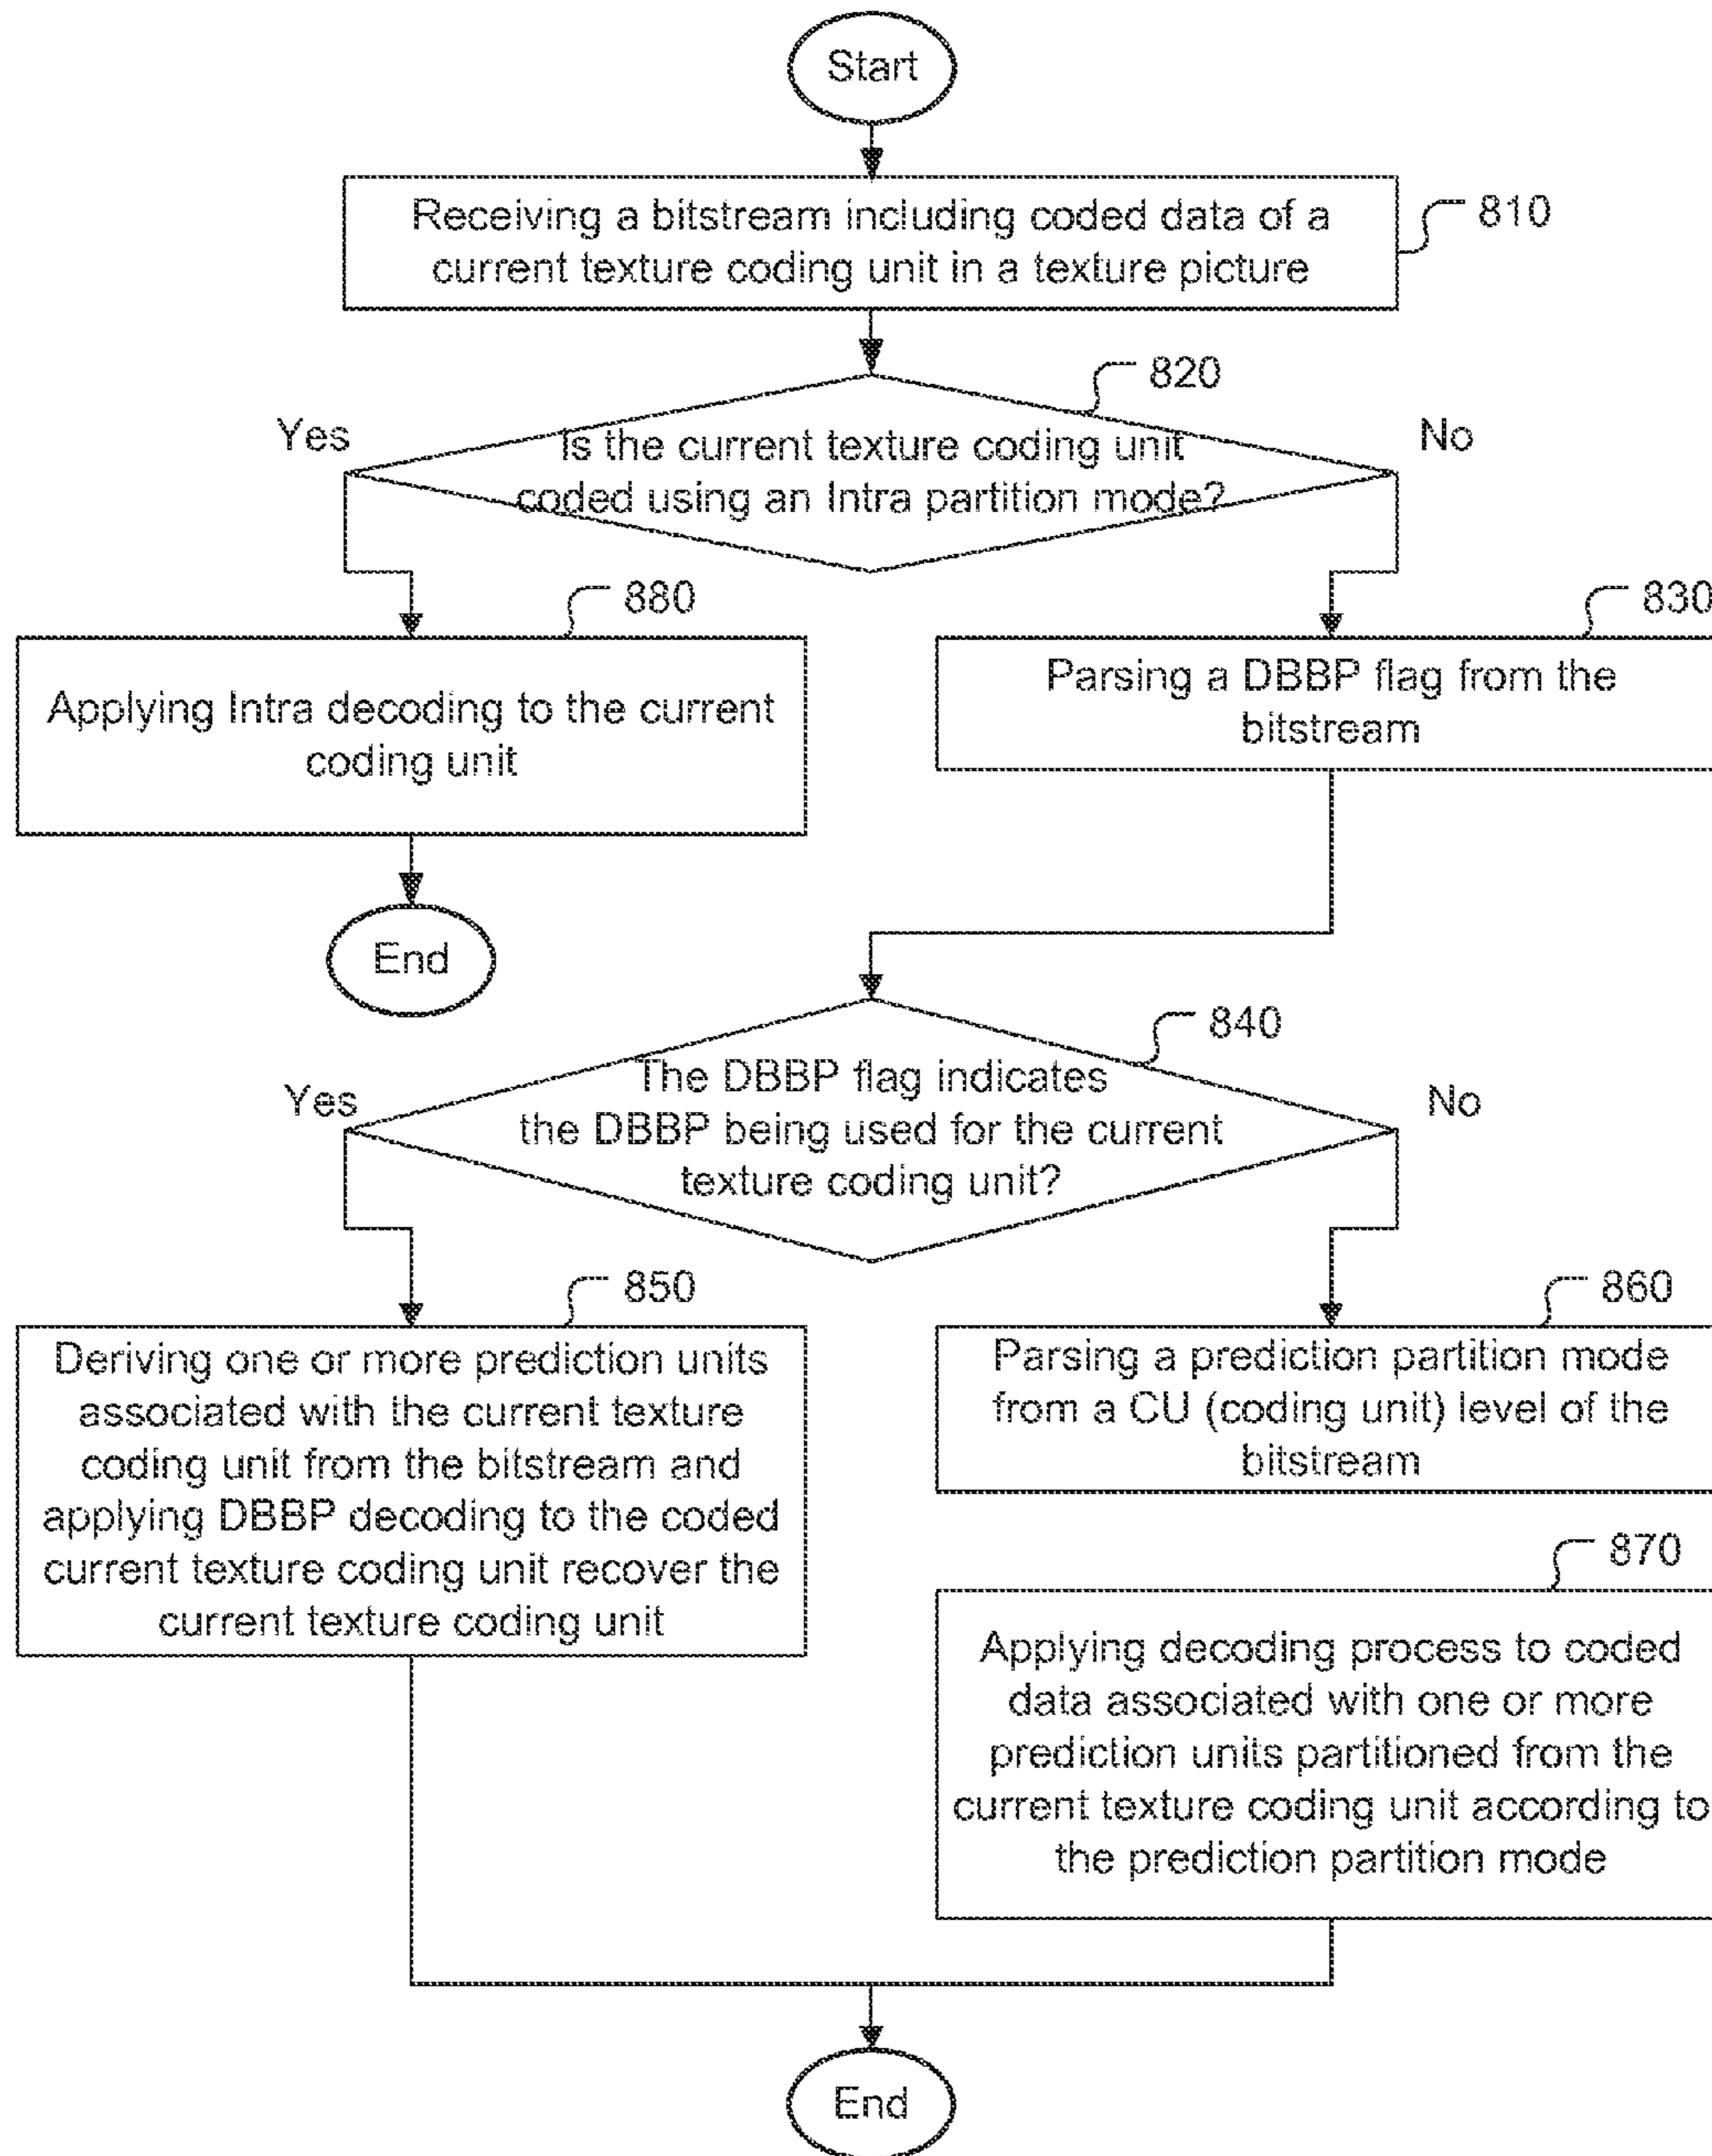 Start
Receiving a bitstream including coded data of a
current texture coding unit in a texture picture
810
820
Yes
No
Is the current texture coding unit
coded using an Intra partition mode?
880
830
Applying Intra decoding to the current
coding unit
Parsing a DBBP flag from the
bitstream
End
840
Yes
No
The DBBP flag indicates
the DBBP being used for the current
texture coding unit?
850
860
Deriving one or more prediction units
associated with the current texture
coding unit from the bitstream and
applying DBBP decoding to the coded
current texture coding unit recover the
current texture coding unit
Parsing a prediction partition mode
from a CU (coding unit) level of the
bitstream
870
Applying decoding process to coded
data associated with one or more
prediction units partitioned from the
current texture coding unit according to
the prediction partition mode
End